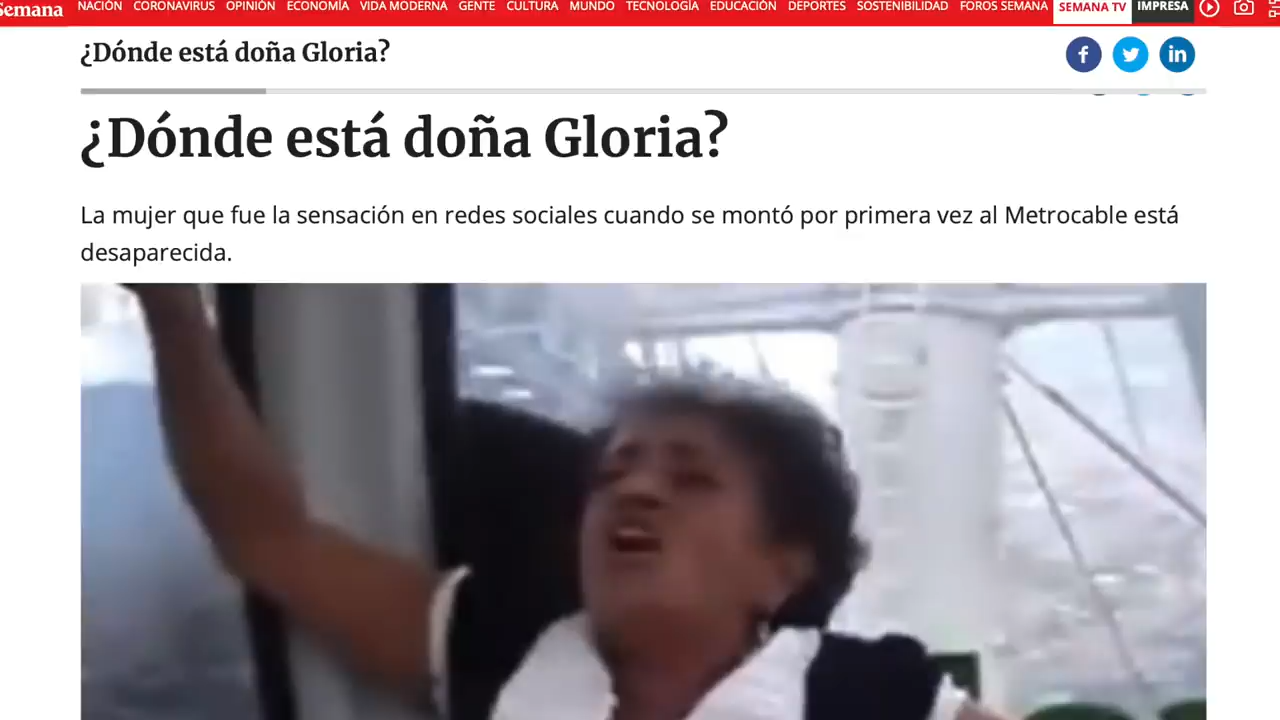 Semana NACIÓN CORONAVIRUS OPINIÓN ECONOMÍA VIDA MODERNA GENTE CULTURA MUNDO TECNOLOGÍA EDUCACIÓN DEPORTES SOSTENIBILIDAD FOROS SEMANA SEMANA TV IMPRESA
¿Dónde está doña Gloria?
¿Dónde está doña Gloria?
La mujer que fue la sensación en redes sociales cuando se montó por primera vez al Metrocable está
desaparecida.